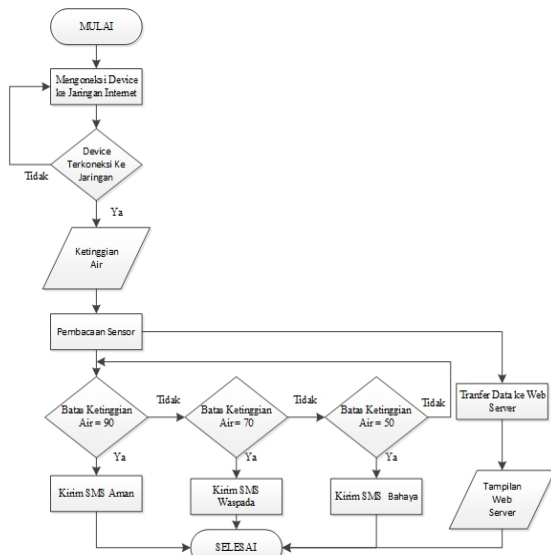 MULAI
Mengoneksi Device
ke Jaringan Internet
Device
Terkoneksi Ke
Jaringan
Tidak
Ya
Ketinggian
Air
Pembacaan Sensor
Tidak
Tidak
Tidak
Batas Ketinggian
Air = 90
Batas Ketinggian
Air = 70
Batas Ketinggian
Air = 50
Tranfer Data ke Web
Server
Ya
Ya
Ya
Kirim SMS Aman
Kirim SMS
Waspada
Kirim SMS Bahaya
Tampilan
Web
Server
SELESAI